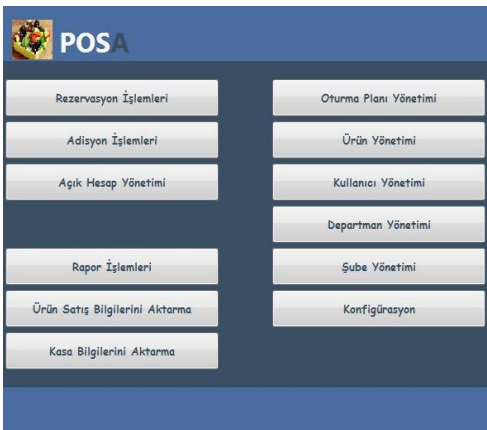 POSA
Rezervasyon İşlemleri
Adisyon İşlemleri
Açık Hesap Yönetimi
Rapor İşlemleri
Ürün Satış Bilgilerini Aktarma
Kasa Bilgilerini Aktarma
Oturma Planı Yönetimi
Ürün Yönetimi
Kullanıcı Yönetimi
Departman Yönetimi
Şube Yönetimi
Konfigürasyon